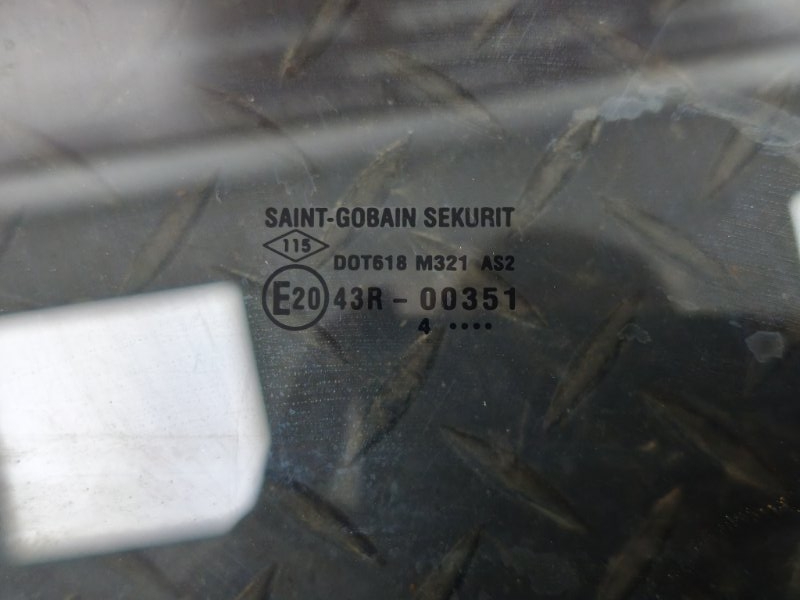 SAINT-GOBAIN SEKURIT
115
DOT618 M321 AS2
E20 43R - 00351
4 ••••